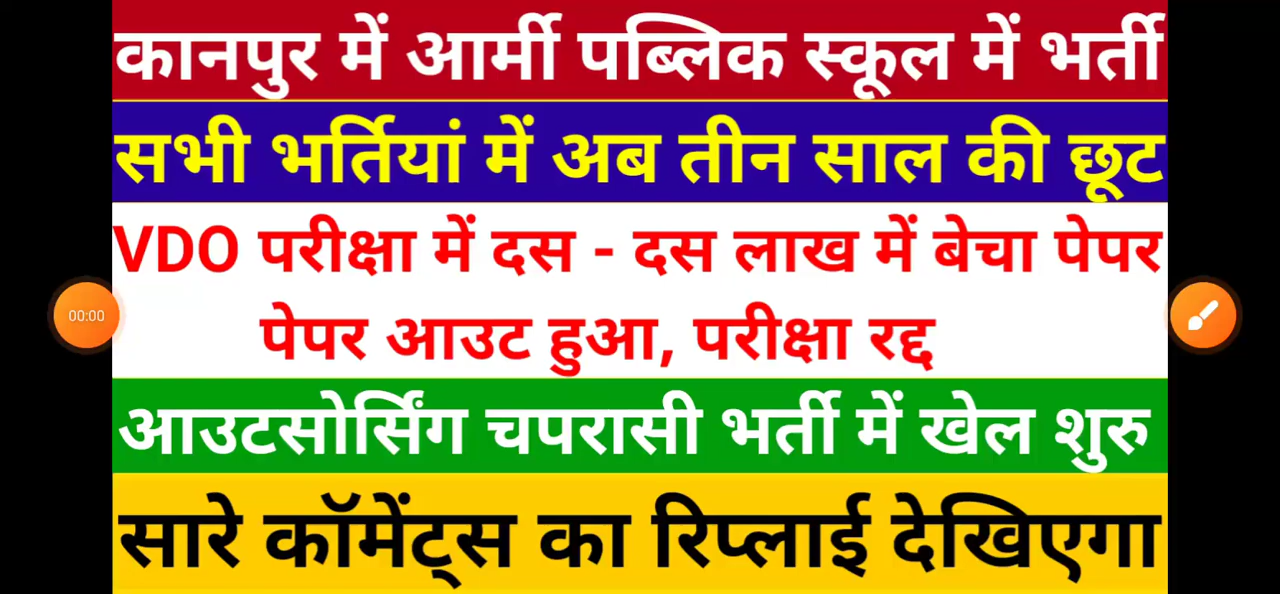 कानपुर में आर्मी पब्लिक स्कूल में भर्ती
सभी भर्तियां में अब तीन साल की छूट
VDO परीक्षा में दस - दस लाख में बेचा पेपर
पेपर आउट हुआ, परीक्षा रद्द
00:00
आउटसोर्सिंग चपरासी भर्ती में खेल शुरु
सारे कॉमेंट्स का रिप्लाई देखिएगा